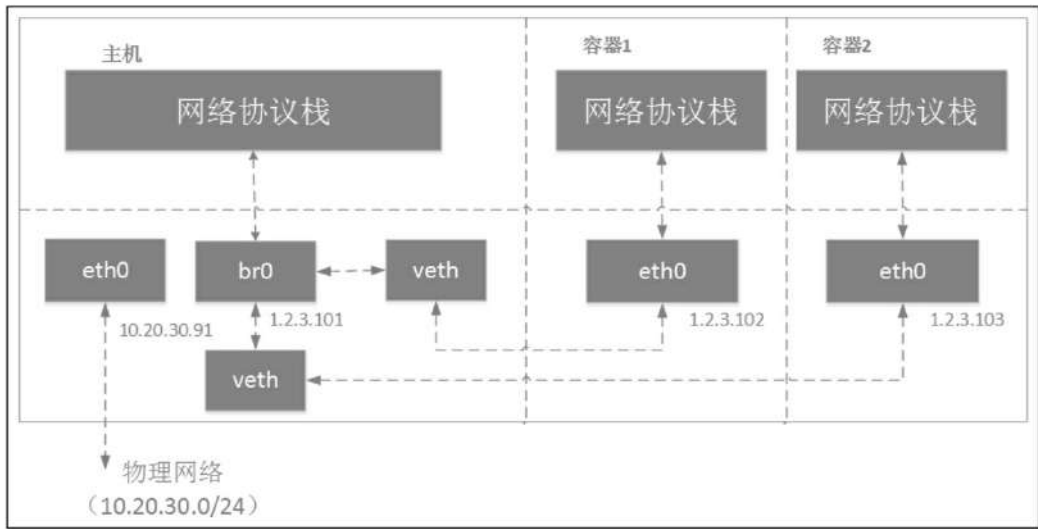 主机
容器1
容器2
网络协议栈
网络协议栈
网络协议栈
eth0
br0
veth
eth0
eth0
10.20.30.91
1.2.3.101
1.2.3.102
1.2.3.103
veth
物理网络
（10.20.30.0/24）